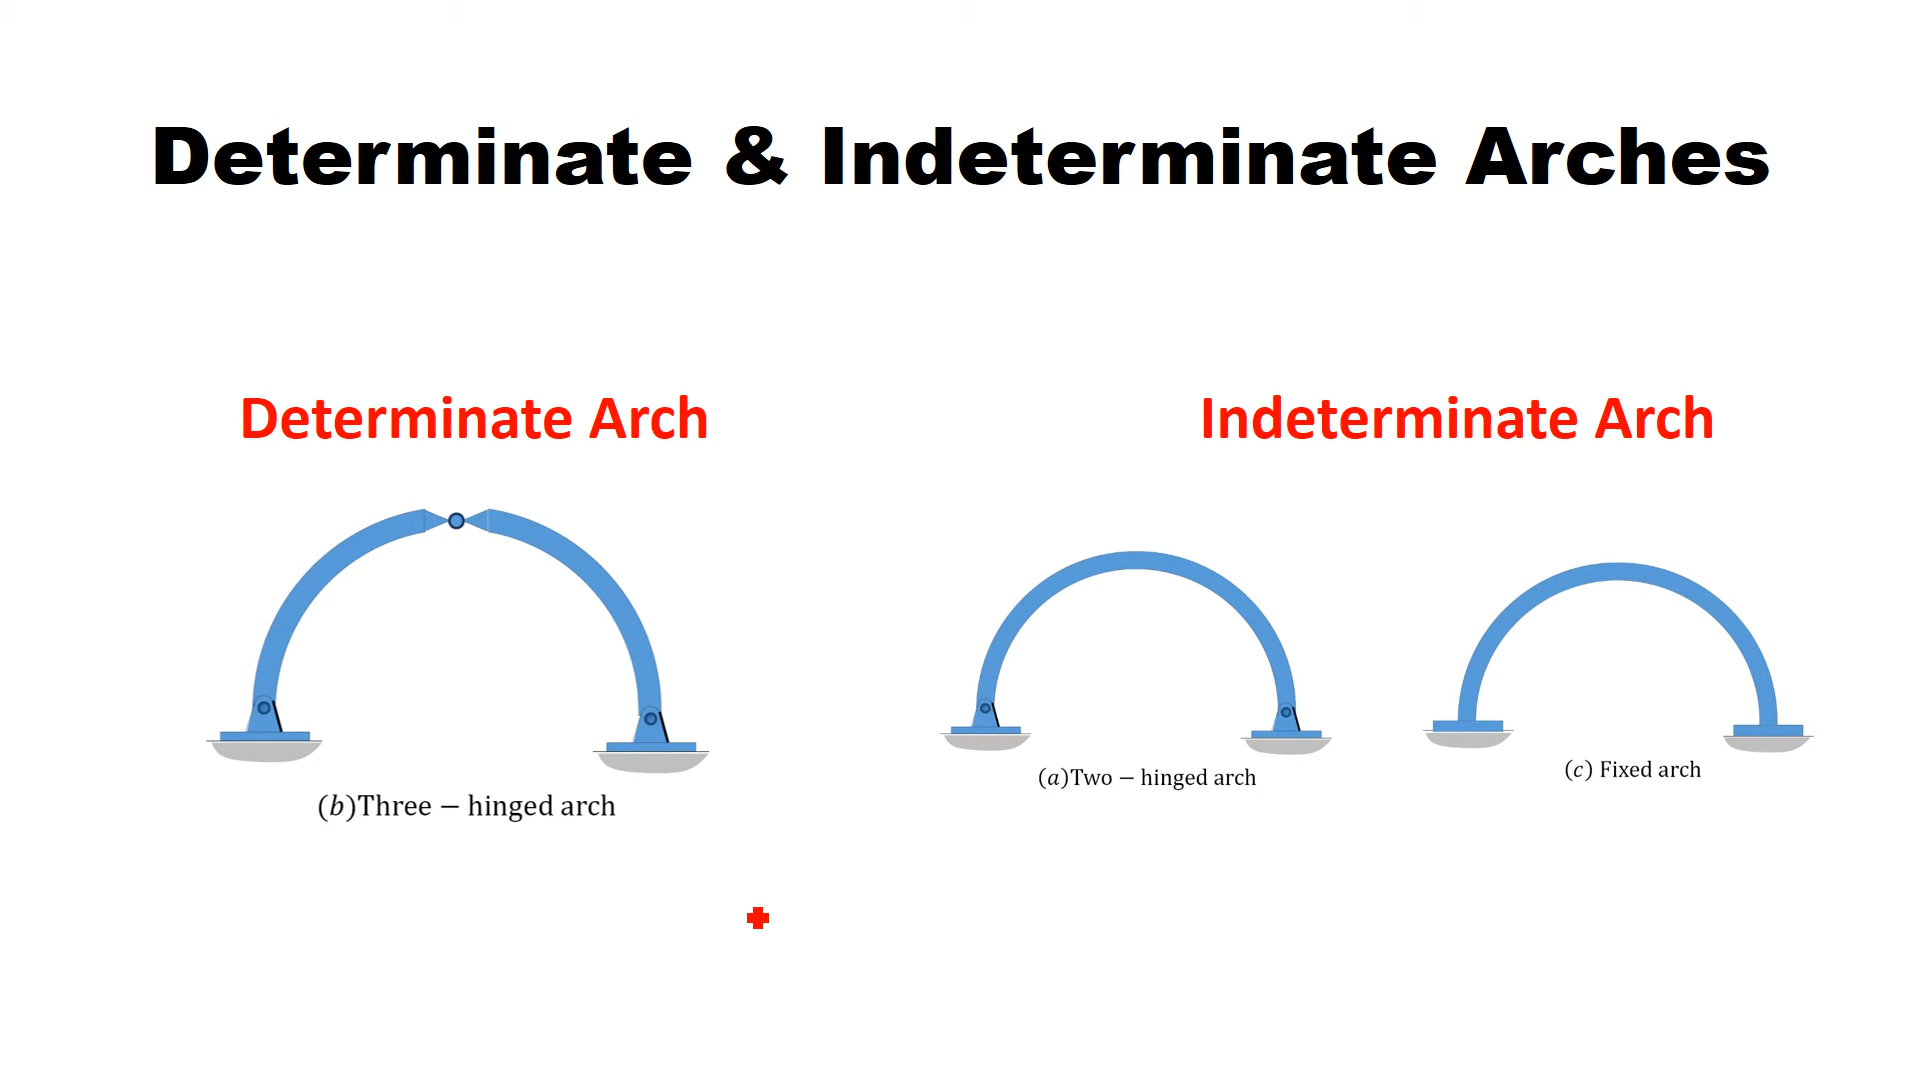 Determinate & Indeterminate Arches
Determinate Arch
Indeterminate Arch
(b)Three − hinged arch
(a)Two − hinged arch
(c) Fixed arch